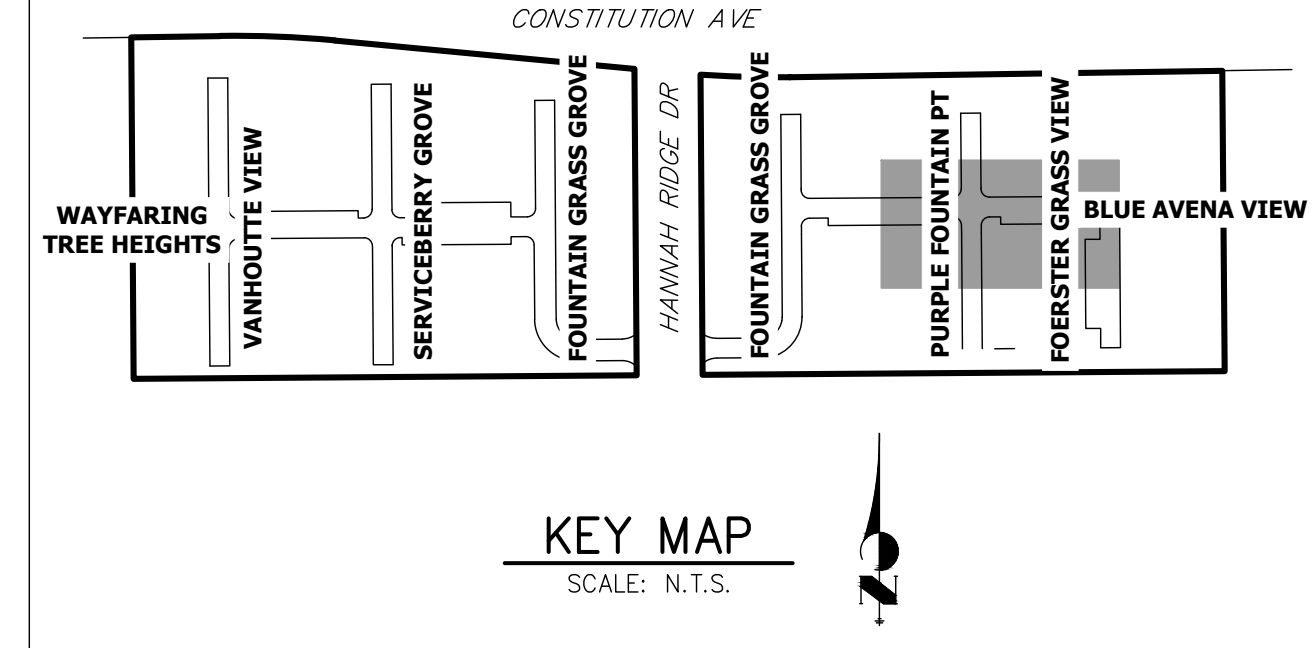 CONSTITUTION AVE
WAYFARING
TREE HEIGHTS
VANHOUTTE VIEW
SERVICEBERRY GROVE
FOUNTAIN GRASS GROVE
HANNAH RIDGE DR
FOUNTAIN GRASS GROVE
PURPLE FOUNTAIN PT
FOERSTER GRASS VIEW
BLUE AVENA VIEW
KEY MAP
SCALE: N.T.S.
N